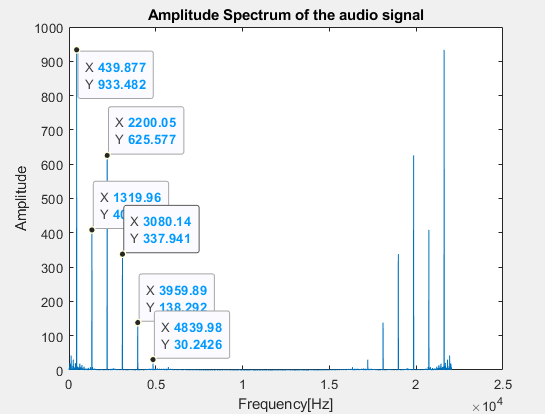 Amplitude Spectrum of the audio signal
1000
900
800
700
600
500
400
300
200
100
0
Amplitude
X 439.877
Y 933.482
X 2200.05
Y 625.577
X 1319.96
Y
X 3080.14
Y 337.941
X 3959.89
Y 138.292
X 4839.98
Y 30.2426
0 0.5 1 1.5 2 2.5
×10⁴
Frequency[Hz]